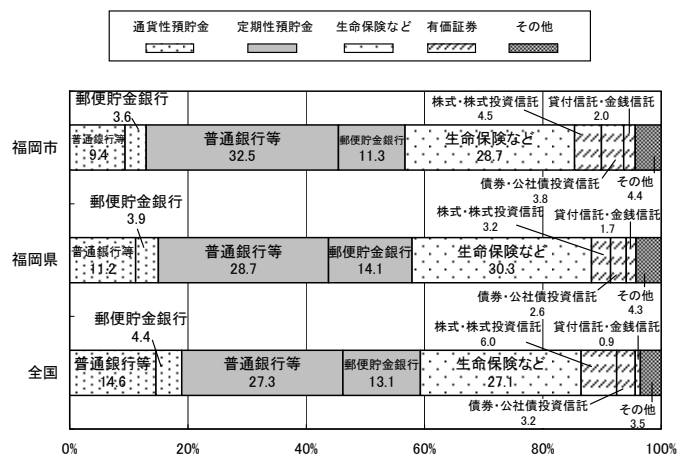 通貨性預貯金 定期性預貯金 生命保険など 有価証券 その他
郵便貯金銀行 3.6
株式・株式投資信託 4.5
貸付信託・金銭信託 2.0
福岡市
普通銀行等 9.4
普通銀行等 32.5
郵便貯金銀行 11.3
生命保険など 28.7
債券・公社債投資信託 3.8
その他 4.4
郵便貯金銀行 3.9
株式・株式投資信託 3.2
貸付信託・金銭信託 1.7
福岡県
普通銀行等 11.2
普通銀行等 28.7
郵便貯金銀行 14.1
生命保険など 30.3
債券・公社債投資信託 2.6
その他 4.3
郵便貯金銀行 4.4
株式・株式投資信託 6.0
貸付信託・金銭信託 0.9
全国
普通銀行等 14.6
普通銀行等 27.3
郵便貯金銀行 13.1
生命保険など 27.1
債券・公社債投資信託 3.2
その他 3.5
0% 20% 40% 60% 80% 100%